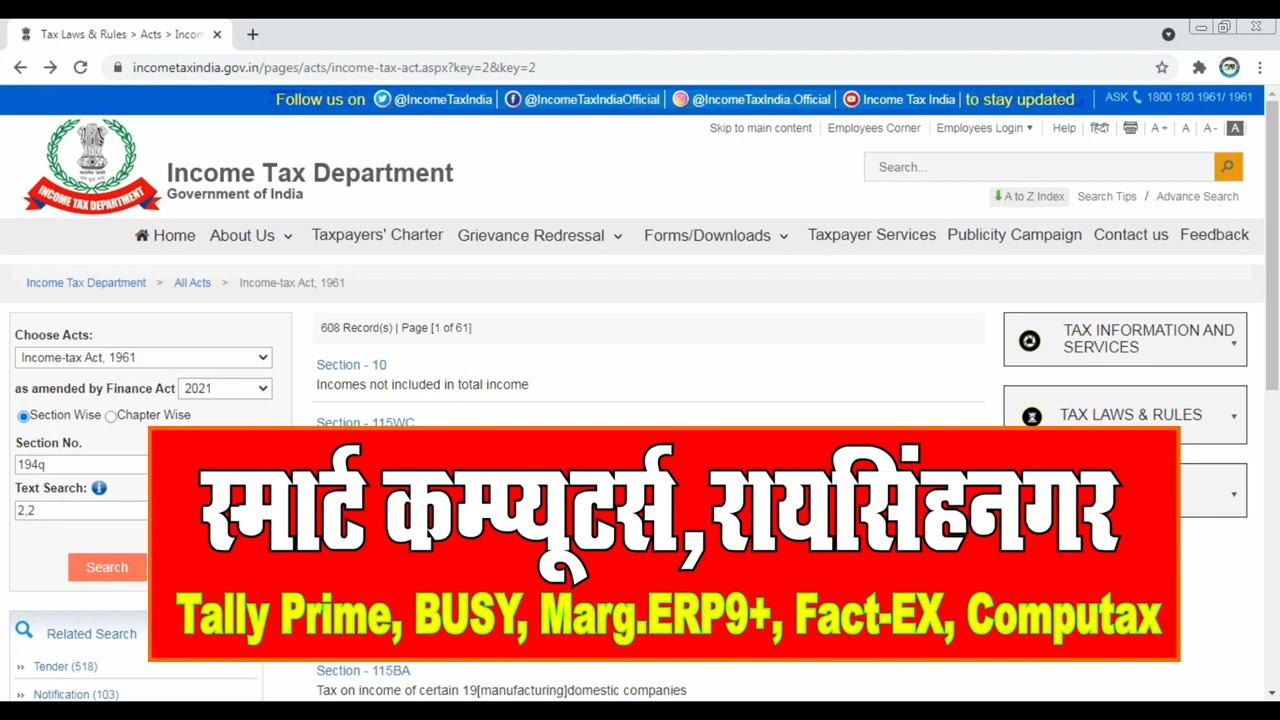 Tax Laws & Rules > Acts > Incom
incometaxindia.gov.in/pages/acts/income-tax-act.aspx?key=2&key=2
Follow us on @IncomeTaxIndia @IncomeTaxIndiaOfficial @IncomeTaxIndia.Official Income Tax India to stay updated ASK 1800 180 1961/ 1961
Skip to main content Employees Corner Employees Login Help हिंदी A+ A A- A
INCOME TAX DEPARTMENT
Income Tax Department
Government of India
Search...
A to Z Index Search Tips / Advance Search
Home About Us Taxpayers' Charter Grievance Redressal Forms/Downloads Taxpayer Services Publicity Campaign Contact us Feedback
Income Tax Department > All Acts > Income-tax Act, 1961
Choose Acts:
Income-tax Act, 1961
as amended by Finance Act 2021
Section Wise Chapter Wise
Section No.
194q
Text Search:
2,2
Search
Related Search
Tender (518)
Notification (103)
608 Record(s) | Page [1 of 61]
Section - 10
Incomes not included in total income
Section - 115WC
Section - 115BA
Tax on income of certain 19[manufacturing]domestic companies
TAX INFORMATION AND
SERVICES
TAX LAWS & RULES
स्मार्ट कम्प्यूटर्स,रायसिंहनगर
Tally Prime, BUSY, Marg.ERP9+, Fact-EX, Computax